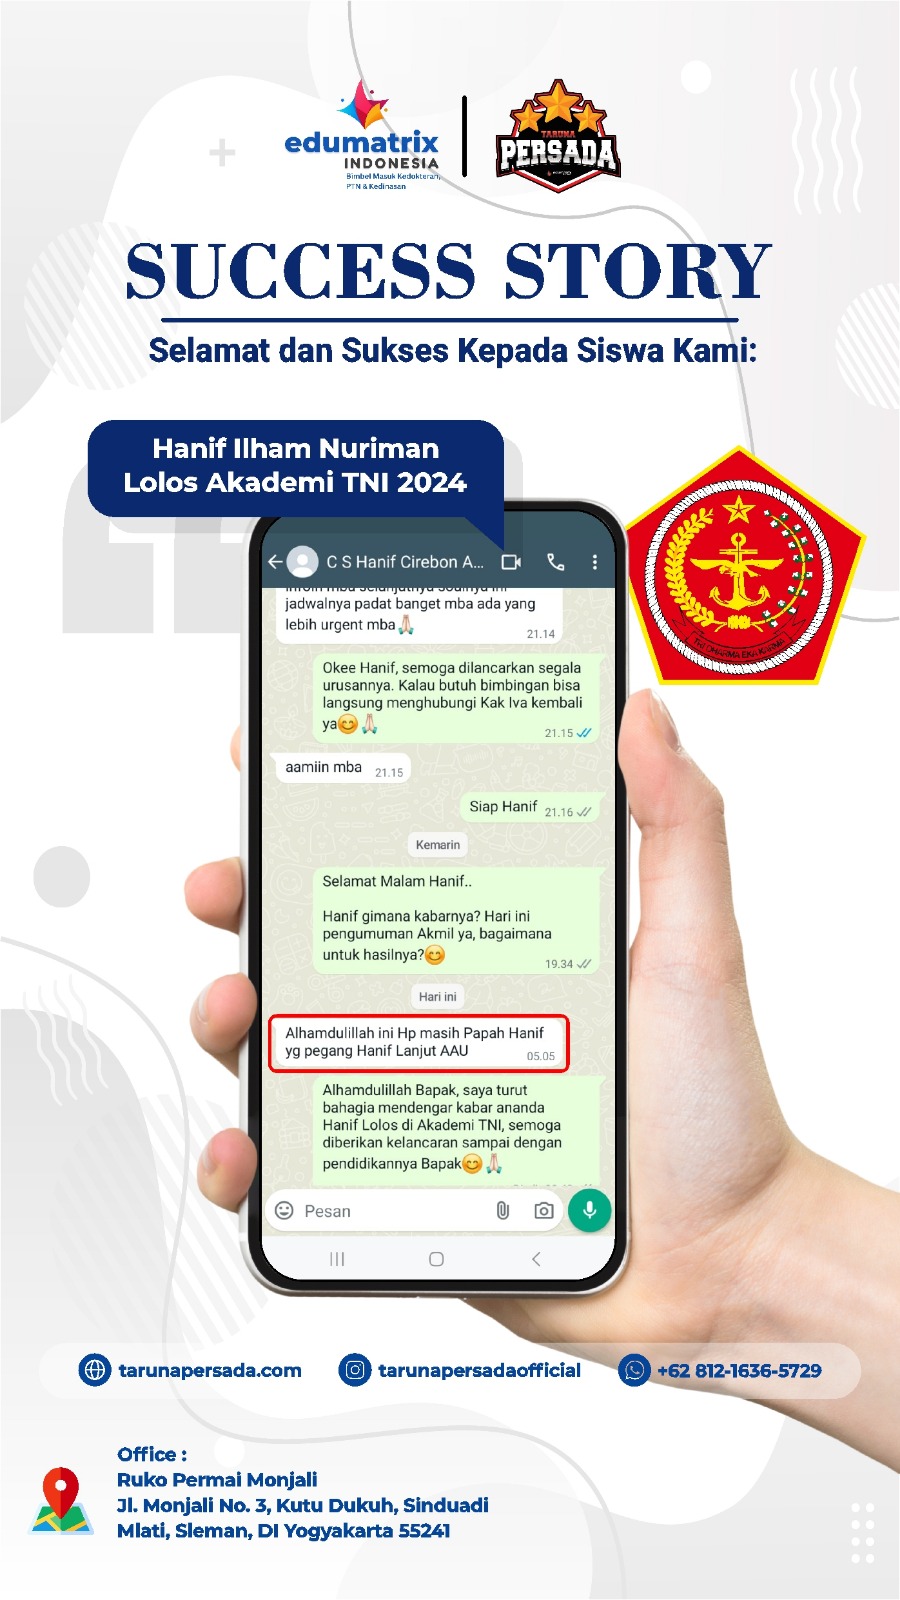 edumatrix
INDONESIA
Bimbel Masuk Kedokteran,
PTN & Kedinasan
TARUNA
PERSADA
SUCCESS STORY
Selamat dan Sukses Kepada Siswa Kami:
Hanif Ilham Nuriman
Lolos Akademi TNI 2024
C S Hanif Cirebon A...
jadwalnya padat banget mba ada yang
lebih urgent mba🙏🏻
21.14
Okee Hanif, semoga dilancarkan segala
urusannya. Kalau butuh bimbingan bisa
langsung menghubungi Kak Iva kembali
ya😊🙏🏻
21.15
aamiin mba 21.15
Siap Hanif 21.16
Kemarin
Selamat Malam Hanif..
Hanif gimana kabarnya? Hari ini
pengumuman Akmil ya, bagaimana
untuk hasilnya?😊
19.34
Hari ini
Alhamdulillah ini Hp masih Papah Hanif
yg pegang Hanif Lanjut AAU
05.05
Alhamdulillah Bapak, saya turut
bahagia mendengar kabar ananda
Hanif Lolos di Akademi TNI, semoga
diberikan kelancaran sampai dengan
pendidikannya Bapak😊🙏🏻
Pesan
TRI DHARMA EKA KARMA
tarunapersada.com
tarunapersadaofficial
+62 812-1636-5729
Office :
Ruko Permai Monjali
Jl. Monjali No. 3, Kutu Dukuh, Sinduadi
Mlati, Sleman, DI Yogyakarta 55241